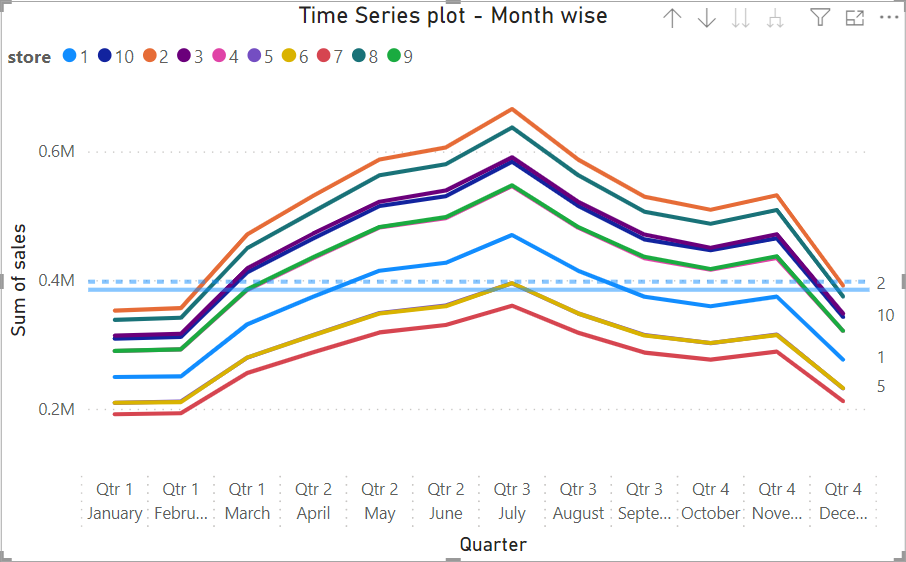 Time Series plot - Month wise
store 1 10 2 3 4 5 6 7 8 9
0.6M
0.4M
0.2M
Sum of sales
2
10
1
5
Qtr 1 Qtr 1 Qtr 1 Qtr 2 Qtr 2 Qtr 2 Qtr 3 Qtr 3 Qtr 3 Qtr 4 Qtr 4 Qtr 4
January Febru... March April May June July August Septe... October Nove... Dece...
Quarter